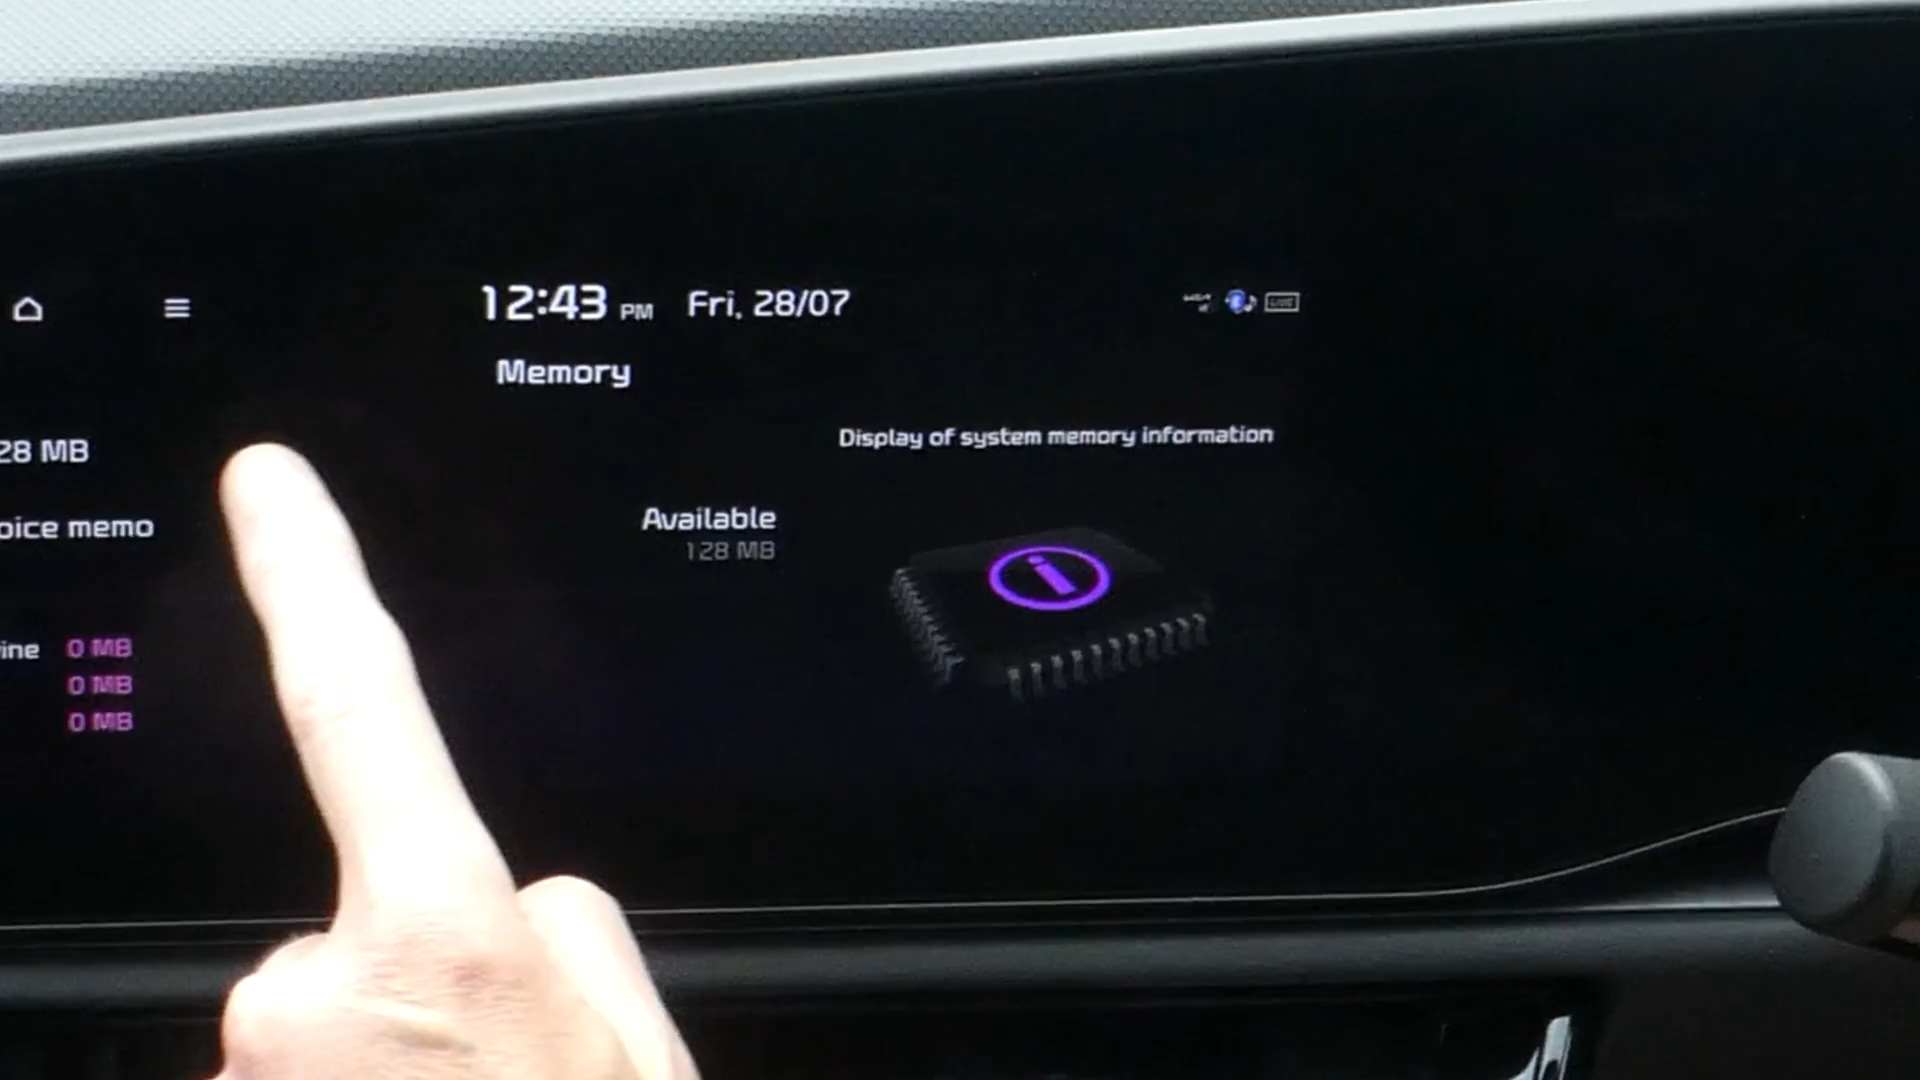 12:43 PM Fri, 28/07
Memory
28 MB
Display of system memory information
oice memo
Available
128 MB
ine 0 MB
0 MB
0 MB